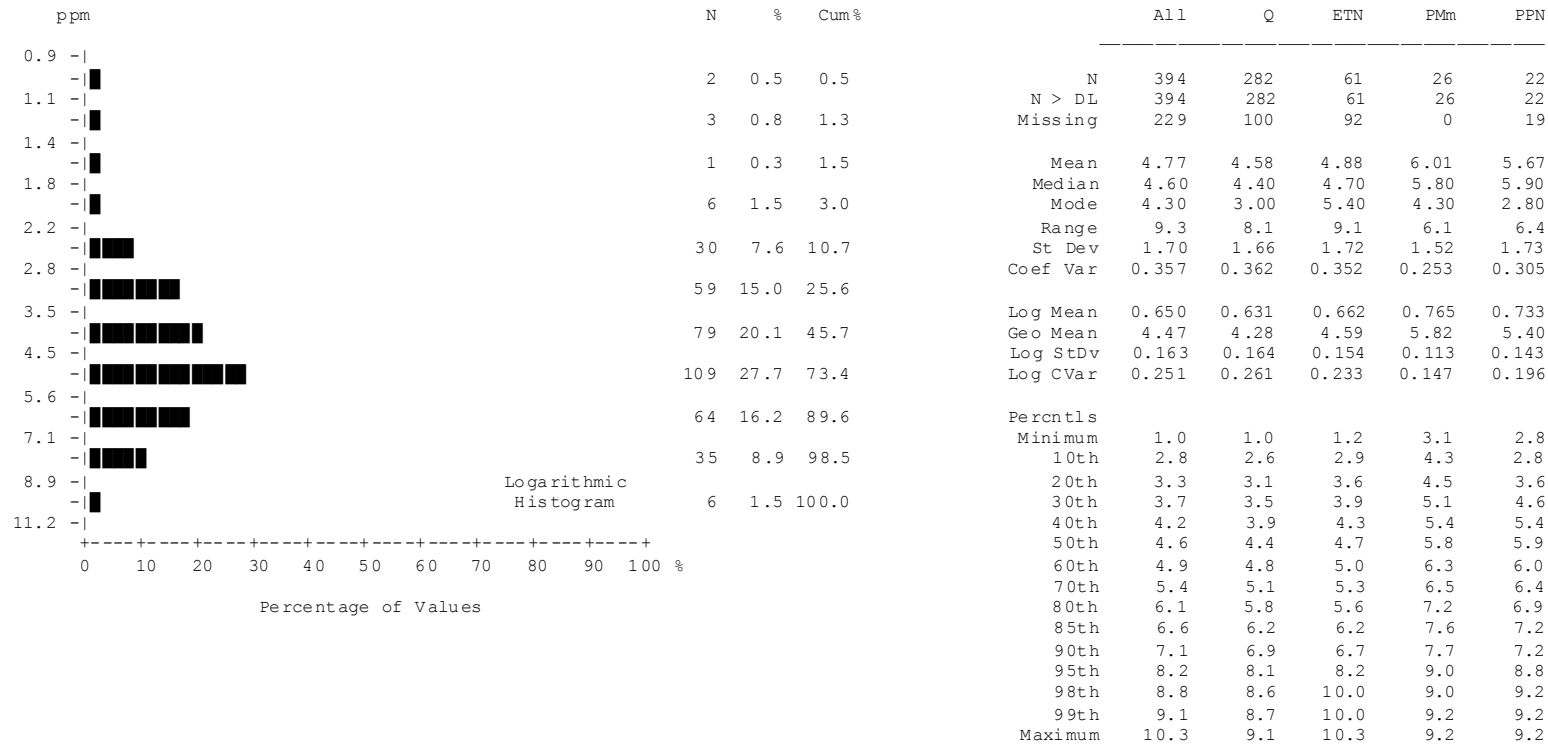 ppm N % Cum% All Q ETN PMm PPN
0.9 -|
-| 2 0.5 0.5 N 394 282 61 26 22
1.1 -| N > DL 394 282 61 26 22
-| 3 0.8 1.3 Missing 229 100 92 0 19
1.4 -|
-| 1 0.3 1.5 Mean 4.77 4.58 4.88 6.01 5.67
1.8 -| Median 4.60 4.40 4.70 5.80 5.90
-| 6 1.5 3.0 Mode 4.30 3.00 5.40 4.30 2.80
2.2 -| Range 9.3 8.1 9.1 6.1 6.4
-| 30 7.6 10.7 St Dev 1.70 1.66 1.72 1.52 1.73
2.8 -| Coef Var 0.357 0.362 0.352 0.253 0.305
-| 59 15.0 25.6
3.5 -| Log Mean 0.650 0.631 0.662 0.765 0.733
-| 79 20.1 45.7 Geo Mean 4.47 4.28 4.59 5.82 5.40
4.5 -| Log StDv 0.163 0.164 0.154 0.113 0.143
-| 109 27.7 73.4 Log CVar 0.251 0.261 0.233 0.147 0.196
5.6 -|
-| 64 16.2 89.6 Percntls
7.1 -| Minimum 1.0 1.0 1.2 3.1 2.8
-| 35 8.9 98.5 10th 2.8 2.6 2.9 4.3 2.8
8.9 -| Logarithmic 20th 3.3 3.1 3.6 4.5 3.6
-| Histogram 6 1.5 100.0 30th 3.7 3.5 3.9 5.1 4.6
11.2 -| 40th 4.2 3.9 4.3 5.4 5.4
+----+----+----+----+----+----+----+----+----+----+ 50th 4.6 4.4 4.7 5.8 5.9
0 10 20 30 40 50 60 70 80 90 100 % 60th 4.9 4.8 5.0 6.3 6.0
70th 5.4 5.1 5.3 6.5 6.4
Percentage of Values 80th 6.1 5.8 5.6 7.2 6.9
85th 6.6 6.2 6.2 7.6 7.2
90th 7.1 6.9 6.7 7.7 7.2
95th 8.2 8.1 8.2 9.0 8.8
98th 8.8 8.6 10.0 9.0 9.2
99th 9.1 8.7 10.0 9.2 9.2
Maximum 10.3 9.1 10.3 9.2 9.2